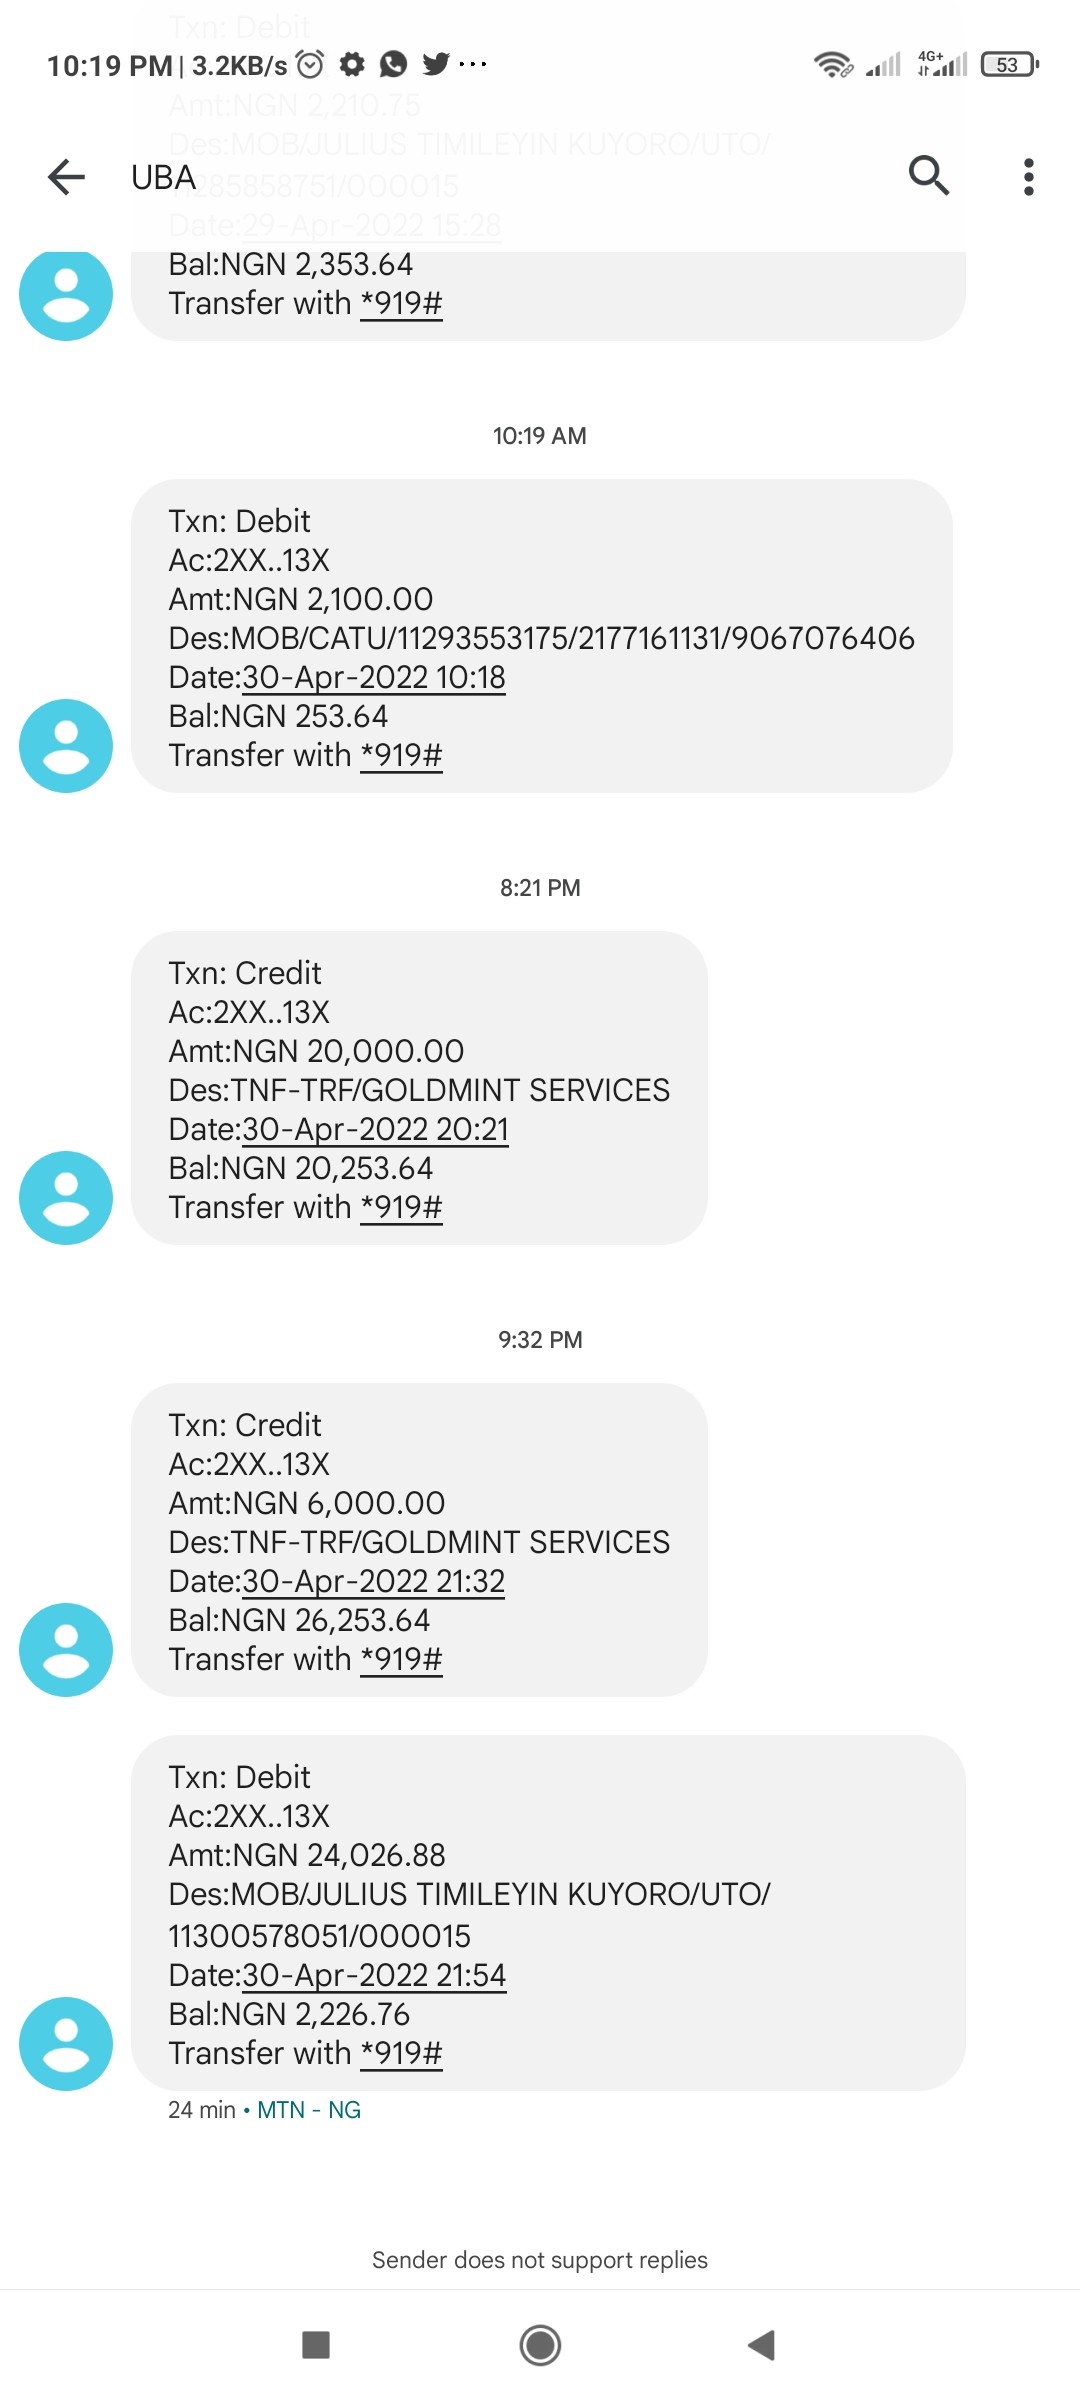 Txn: Debit
10:19 PM | 3.2KB/s ... 4G+ 53
Amt:NGN 2,210.75
Des:MOB/JULIUS TIMILEYIN KUYORO/UTO/
UBA
285858751/000015
Date:29-Apr-2022 15:28
Bal:NGN 2,353.64
Transfer with *919#
10:19 AM
Txn: Debit
Ac:2XX..13X
Amt:NGN 2,100.00
Des:MOB/CATU/11293553175/2177161131/9067076406
Date:30-Apr-2022 10:18
Bal:NGN 253.64
Transfer with *919#
8:21 PM
Txn: Credit
Ac:2XX..13X
Amt:NGN 20,000.00
Des:TNF-TRF/GOLDMINT SERVICES
Date:30-Apr-2022 20:21
Bal:NGN 20,253.64
Transfer with *919#
9:32 PM
Txn: Credit
Ac:2XX..13X
Amt:NGN 6,000.00
Des:TNF-TRF/GOLDMINT SERVICES
Date:30-Apr-2022 21:32
Bal:NGN 26,253.64
Transfer with *919#
Txn: Debit
Ac:2XX..13X
Amt:NGN 24,026.88
Des:MOB/JULIUS TIMILEYIN KUYORO/UTO/
11300578051/000015
Date:30-Apr-2022 21:54
Bal:NGN 2,226.76
Transfer with *919#
24 min • MTN - NG
Sender does not support replies